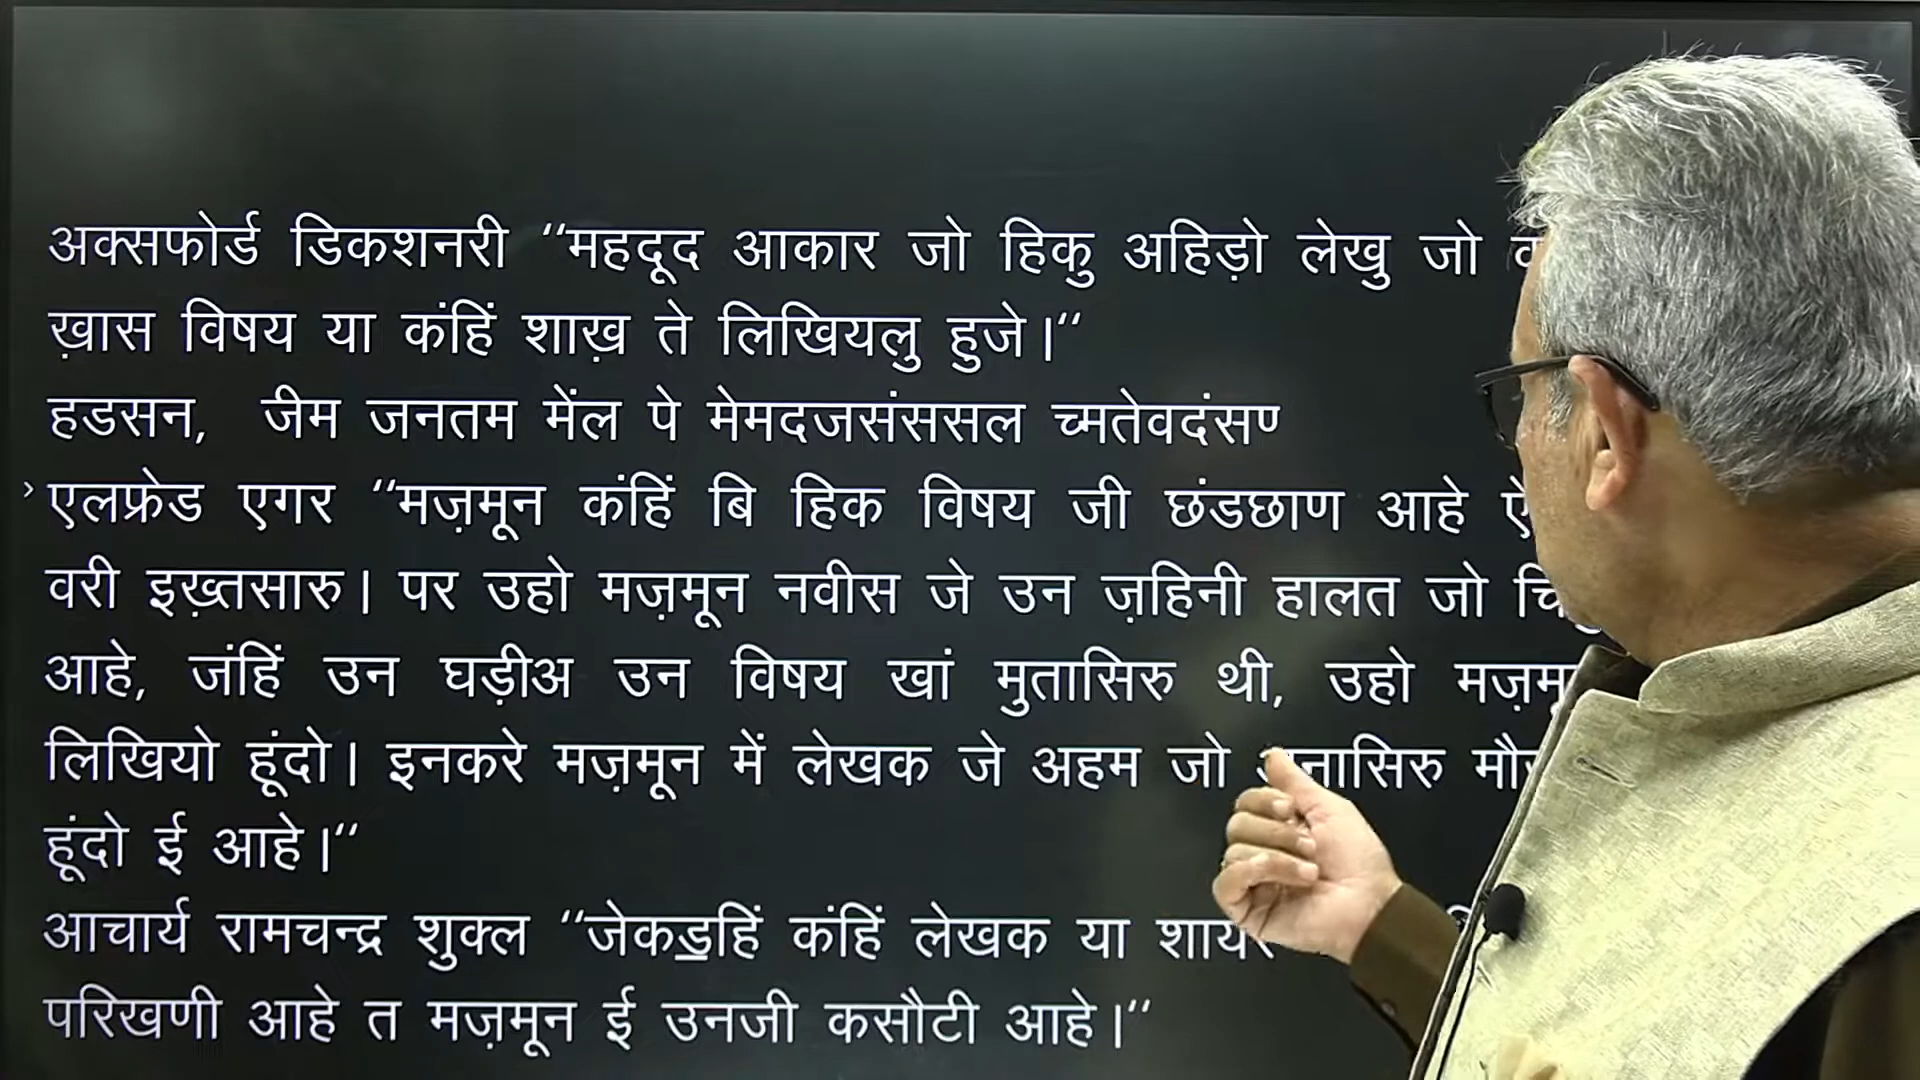 अक्सफोर्ड डिकशनरी “महदूद आकार जो हिकु अहिड़ो लेखु जो
ख़ास विषय या कंहिं शाख़ ते लिखियलु हुजे।“
हडसन, जीम जनतम मेंल पे मेमदजसंससल च्मतेवदंसण्
एलफ्रेड एगर “मज़मून कंहिं बि हिक विषय जी छंडछाण आहे
वरी इख़्तसारु। पर उहो मज़मून नवीस जे उन ज़हिनी हालत जो
आहे, जंहिं उन घड़ीअ उन विषय खां मुतासिरु थी, उहो
लिखियो हूंदो। इनकरे मज़मून में लेखक जे अहम जो
हूंदो ई आहे।“
आचार्य रामचन्द्र शुक्ल “जेकॾहिं कंहिं लेखक या
परिखणी आहे त मज़मून ई उनजी कसौटी आहे।“